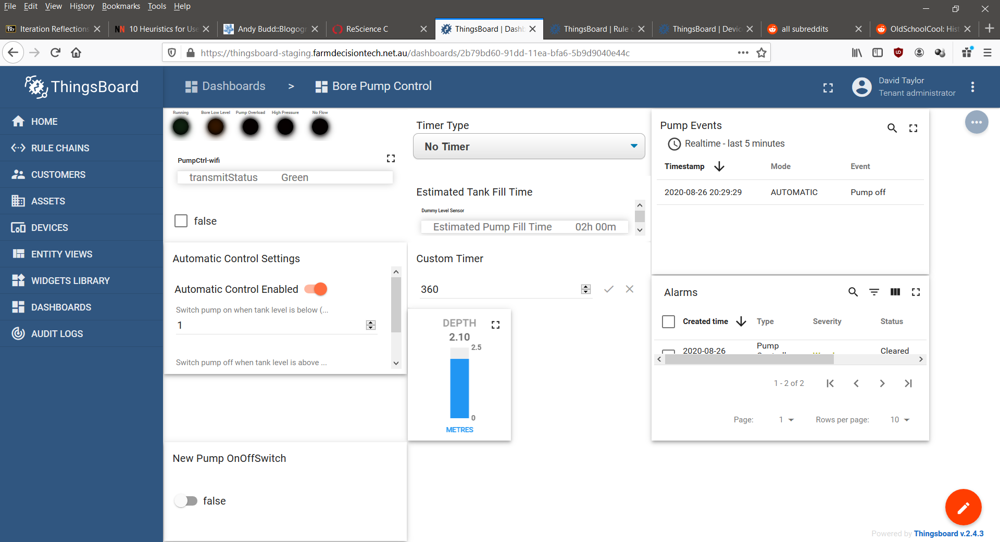 File Edit View History Bookmarks Tools Help
Iteration Reflections
10 Heuristics for Use
Andy Budd::Blogogr
ReScience C
ThingsBoard | Dashb
ThingsBoard | Rule c
ThingsBoard | Devic
all subreddits
OldSchoolCool: Hist
https://thingsboard-staging.farmdecisiontech.net.au/dashboards/2b79bd60-91dd-11ea-bfa6-5b9d9040e44c
ThingsBoard
Dashboards > Bore Pump Control
David Taylor
Tenant administrator
HOME
RULE CHAINS
CUSTOMERS
ASSETS
DEVICES
ENTITY VIEWS
WIDGETS LIBRARY
DASHBOARDS
AUDIT LOGS
Running Bore Low Level Pump Overload High Pressure No Flow
PumpCtrl-wifi
transmitStatus Green
false
Automatic Control Settings
Automatic Control Enabled
Switch pump on when tank level is below (...
1
Switch pump off when tank level is above ...
New Pump OnOffSwitch
false
Timer Type
No Timer
Estimated Tank Fill Time
Dummy Level Sensor
Estimated Pump Fill Time 02h 00m
Custom Timer
360
DEPTH
2.10
2.5
0
METRES
Pump Events
Realtime - last 5 minutes
Timestamp Mode Event
2020-08-26 20:29:29 AUTOMATIC Pump off
Alarms
Created time Type Severity Status
2020-08-26 Pump Cleared
1 - 2 of 2
Page: 1 Rows per page: 10
Powered by Thingsboard v.2.4.3